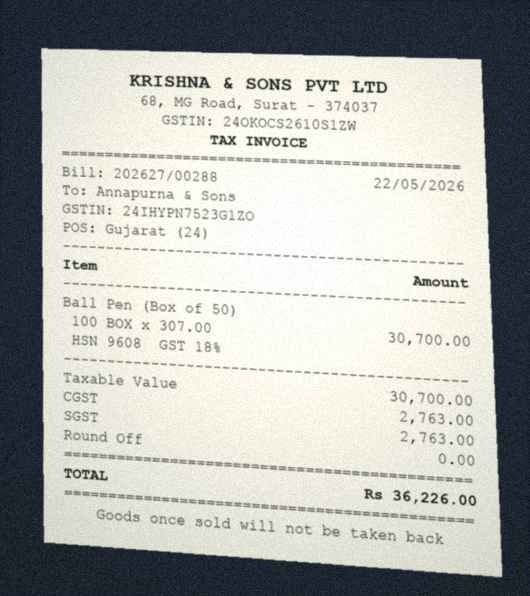 KRISHNA & SONS PVT LTD
68, MG Road, Surat - 374037
GSTIN: 24OKOCS2610S1ZW
TAX INVOICE
Bill: 202627/00288 22/05/2026
To: Annapurna & Sons
GSTIN: 24IHYPN7523G1ZO
POS: Gujarat (24)
Item Amount
Ball Pen (Box of 50)
100 BOX x 307.00 30,700.00
HSN 9608 GST 18%
Taxable Value 30,700.00
CGST 2,763.00
SGST 2,763.00
Round Off 0.00
TOTAL Rs 36,226.00
Goods once sold will not be taken back